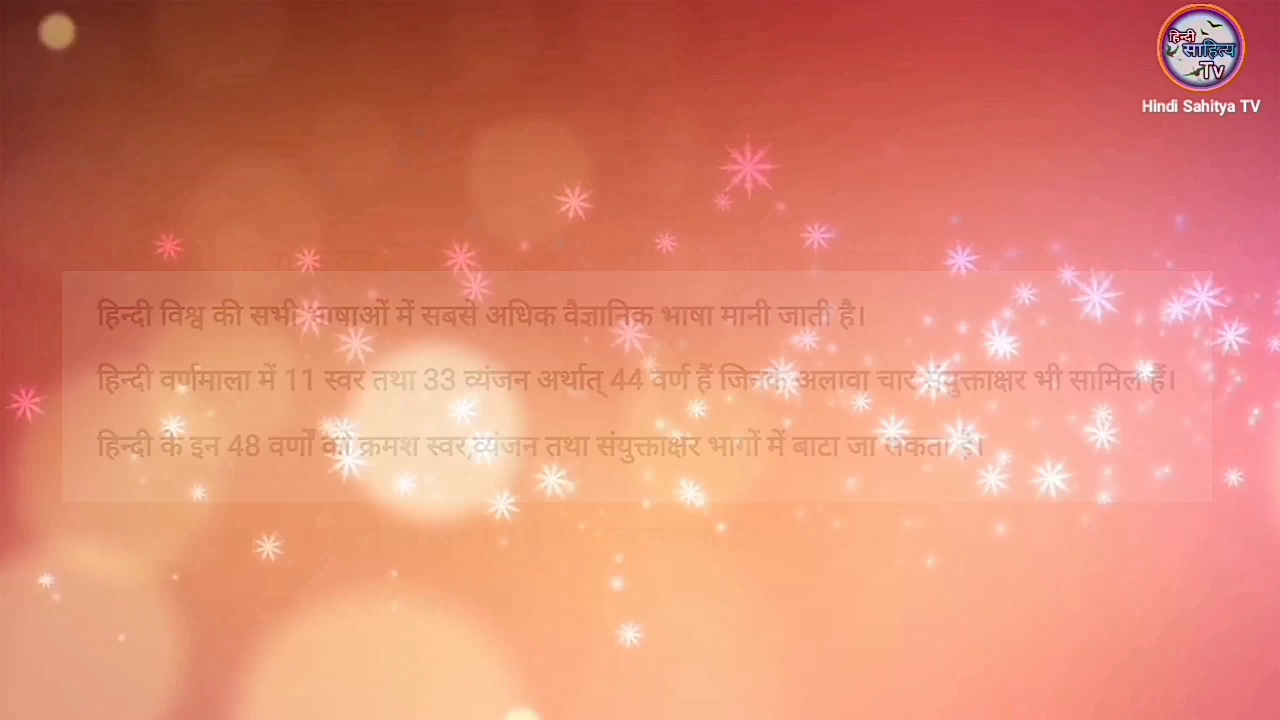 हिन्दी
साहित्य
Tv
Hindi Sahitya TV
हिन्दी विश्व की सभी भाषाओं में सबसे अधिक वैज्ञानिक भाषा मानी जाती है।
हिन्दी वर्णमाला में 11 स्वर तथा 33 व्यंजन अर्थात् 44 वर्ण हैं जिनके अलावा चार संयुक्ताक्षर भी सामिल हैं।
हिन्दी के इन 48 वर्णों को क्रमश स्वर,व्यंजन तथा संयुक्ताक्षर भागों में बाटा जा सकता है।